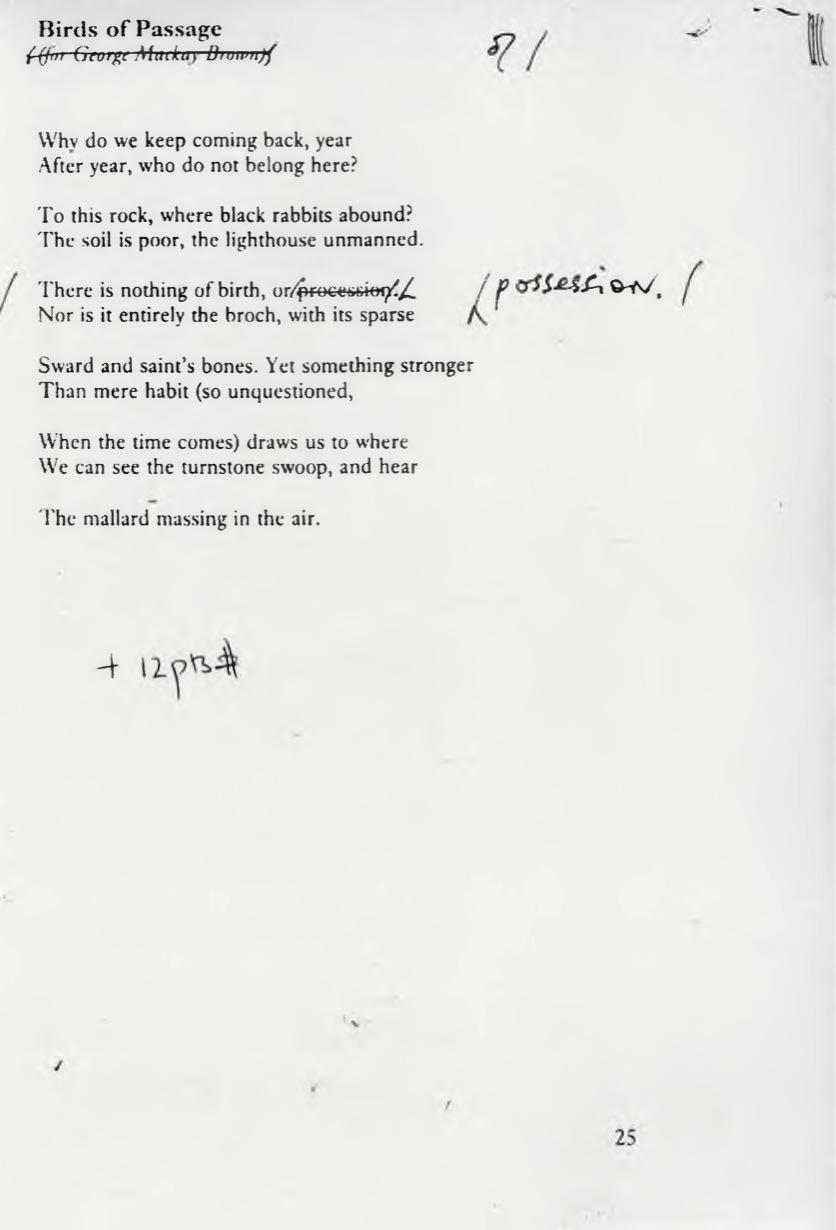 Birds of Passage
(for George Mackay Brown)
Why do we keep coming back, year
After year, who do not belong here?
To this rock, where black rabbits abound?
The soil is poor, the lighthouse unmanned.
There is nothing of birth, or procession. possession.
Nor is it entirely the broch, with its sparse
Sward and saint's bones. Yet something stronger
Than mere habit (so unquestioned,
When the time comes) draws us to where
We can see the turnstone swoop, and hear
The mallard massing in the air.
+ 12pts #
25